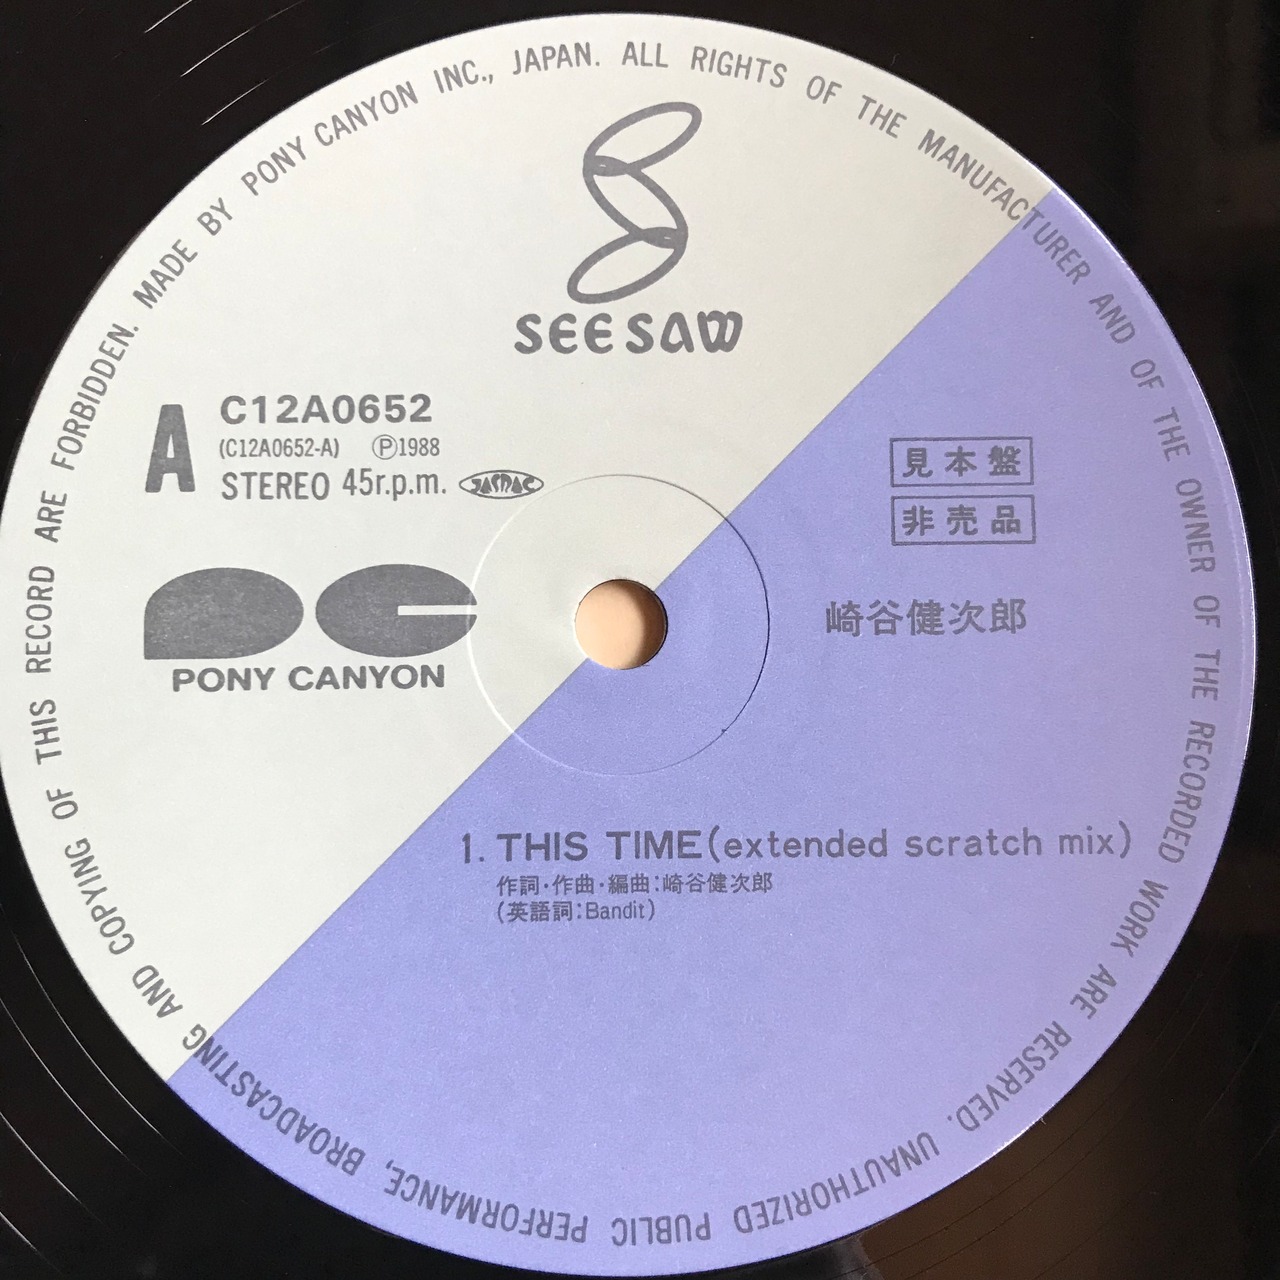 MADE BY PONY CANYON INC., JAPAN. ALL RIGHTS OF THE MANUFACTURER AND OF THE OWNER OF THE RECORDED WORK ARE RESERVED. UNAUTHORIZED PUBLIC PERFORMANCE, BROADCASTING AND COPYING OF THIS RECORD ARE FORBIDDEN.
SEESAW
A
C12A0652
(C12A0652-A) Ⓟ1988
STEREO 45r.p.m. JASRAC
見本盤
非売品
PONY CANYON
崎谷健次郎
1. THIS TIME(extended scratch mix)
作詞・作曲・編曲:崎谷健次郎
(英語詞:Bandit)